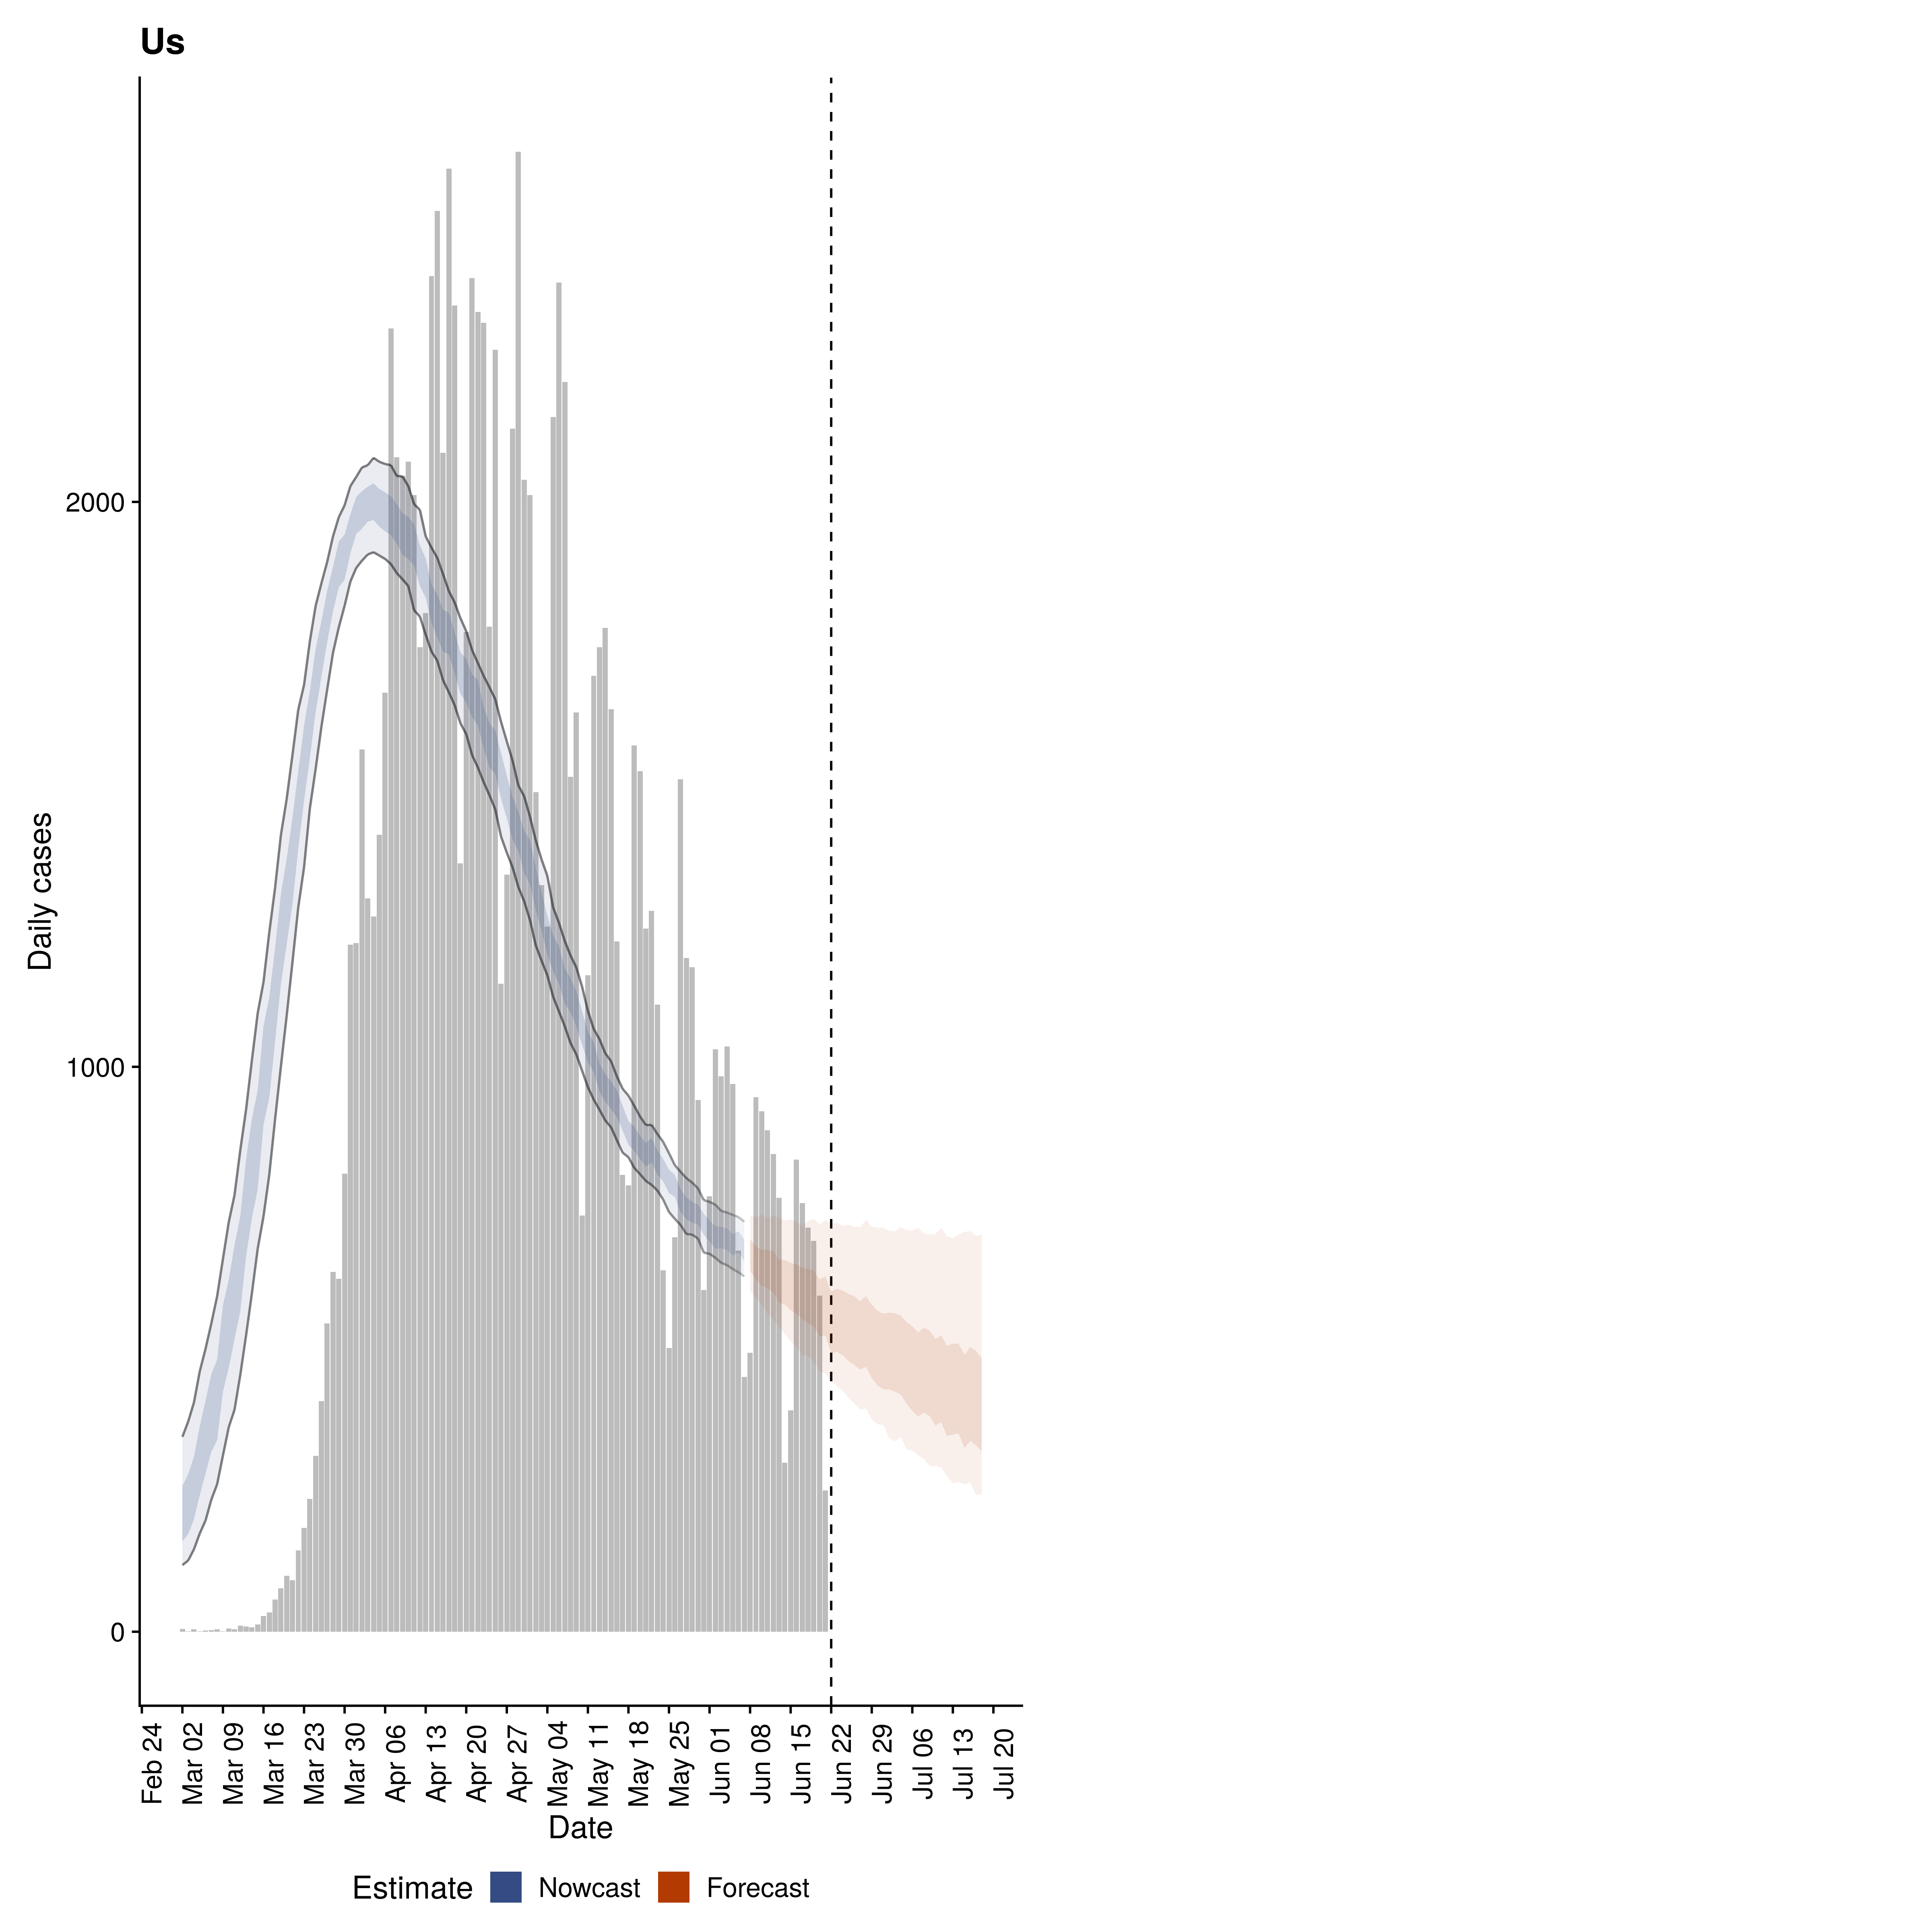 Us
Daily cases
2000
1000
0
Feb 24
Mar 02
Mar 09
Mar 16
Mar 23
Mar 30
Apr 06
Apr 13
Apr 20
Apr 27
May 04
May 11
May 18
May 25
Jun 01
Jun 08
Jun 15
Jun 22
Jun 29
Jul 06
Jul 13
Jul 20
Date
Estimate Nowcast Forecast